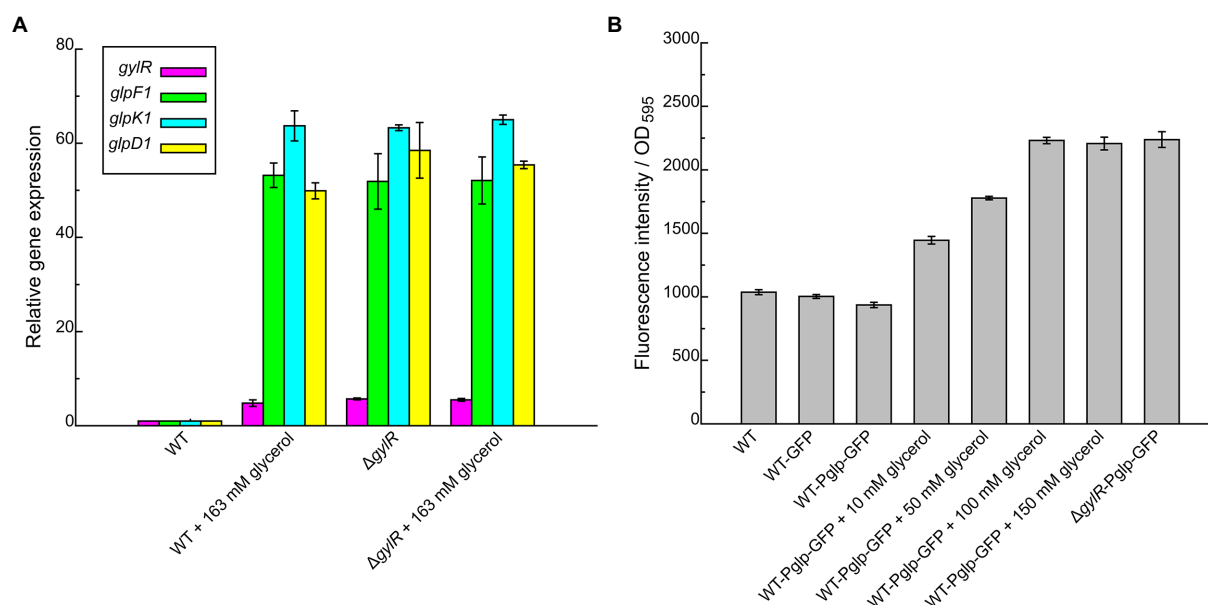 A
80
60
40
20
0
Relative gene expression
gylR
glpF1
glpK1
glpD1
WT
WT + 163 mM glycerol
ΔgylR
ΔgylR + 163 mM glycerol
B
3000
2500
2000
1500
1000
500
0
Fluorescence intensity / OD595
WT
WT-GFP
WT-Pglp-GFP
WT-Pglp-GFP + 10 mM glycerol
WT-Pglp-GFP + 50 mM glycerol
WT-Pglp-GFP + 100 mM glycerol
WT-Pglp-GFP + 150 mM glycerol
ΔgylR-Pglp-GFP